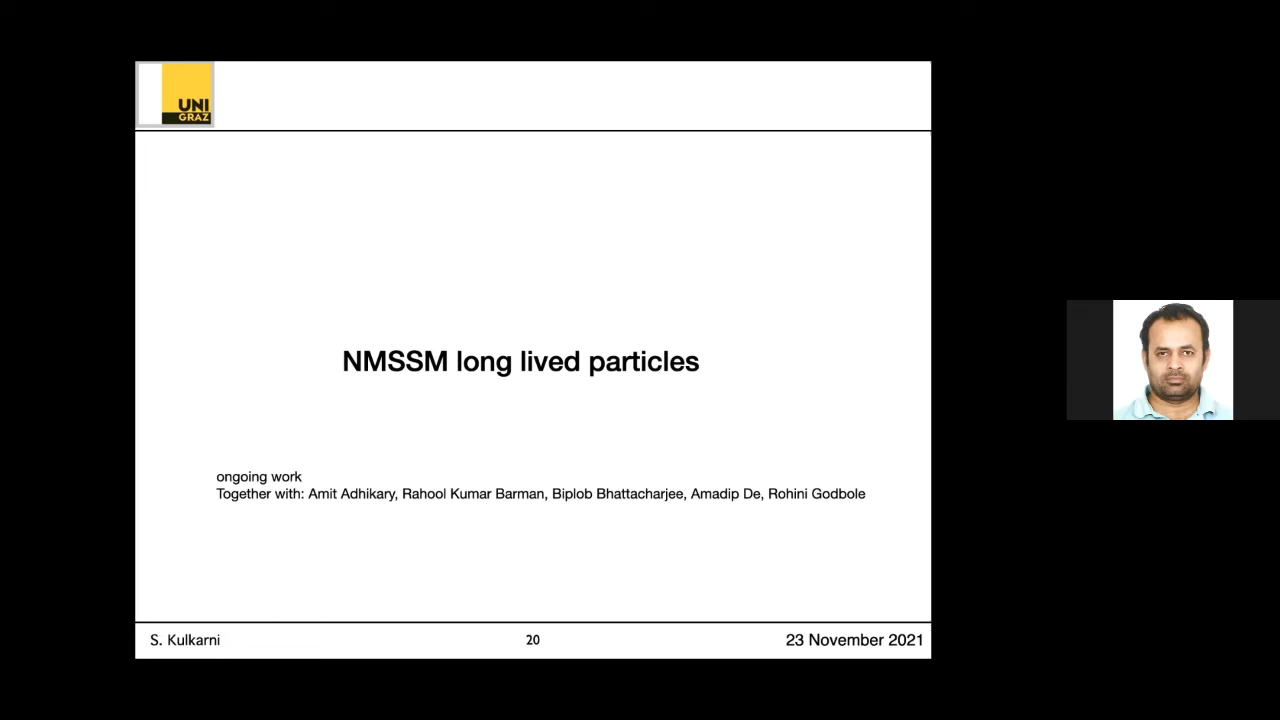 UNI
GRAZ
NMSSM long lived particles
ongoing work
Together with: Amit Adhikary, Rahool Kumar Barman, Biplob Bhattacharjee, Amadip De, Rohini Godbole
S. Kulkarni
20
23 November 2021